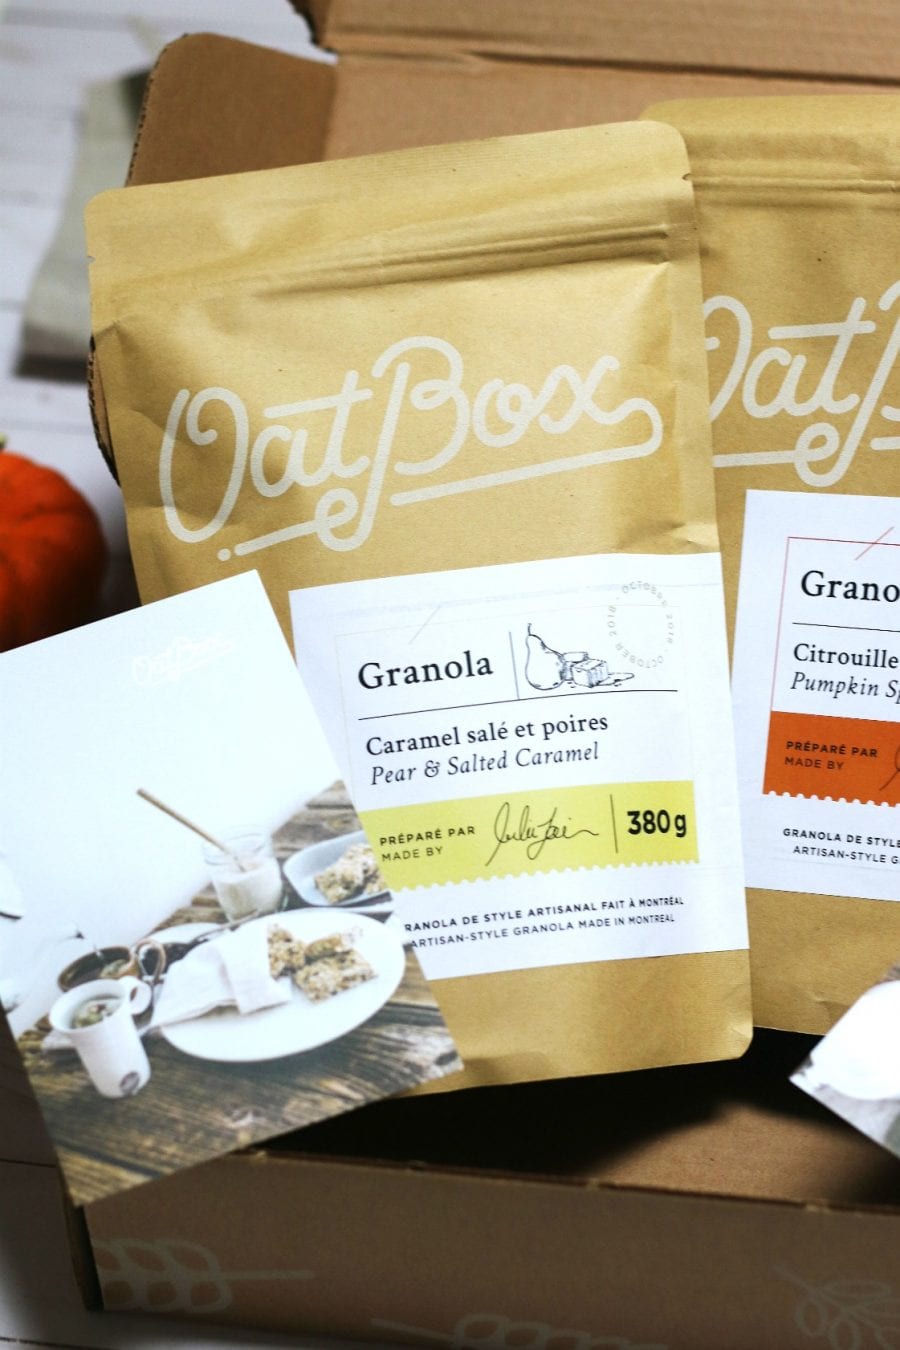 OatBox
Granola
OCTOBRE 2018 · OCTOBER 2018 ·
Caramel salé et poires
Pear & Salted Caramel
PRÉPARÉ PAR
MADE BY
380g
RANOLA DE STYLE ARTISANAL FAIT À MONTRÉAL
ARTISAN-STYLE GRANOLA MADE IN MONTREAL
OatB
Grano
Citrouille
Pumpkin Sp
PRÉPARÉ PAR
MADE BY
GRANOLA DE STYLE
ARTISAN-STYLE G
OatBox